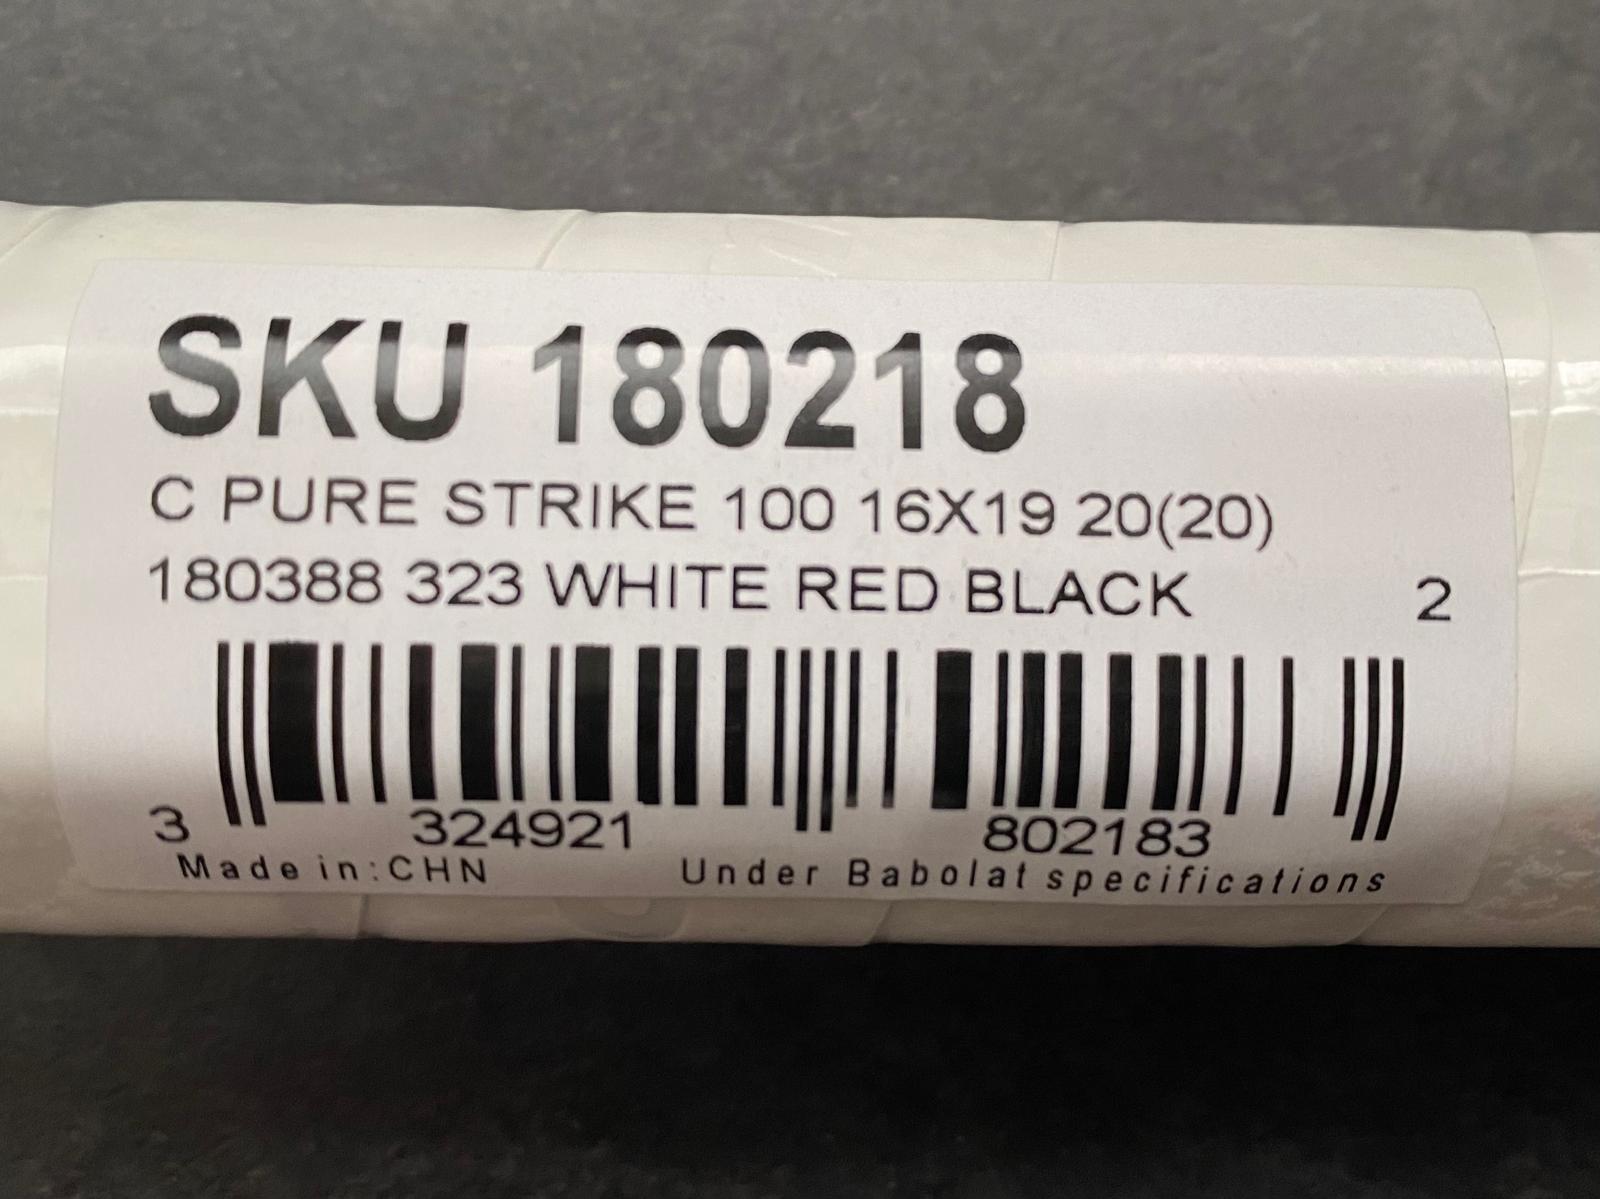 SKU 180218
C PURE STRIKE 100 16X19 20(20)
180388 323 WHITE RED BLACK 2
3 324921 802183
Made in:CHN Under Babolat specifications